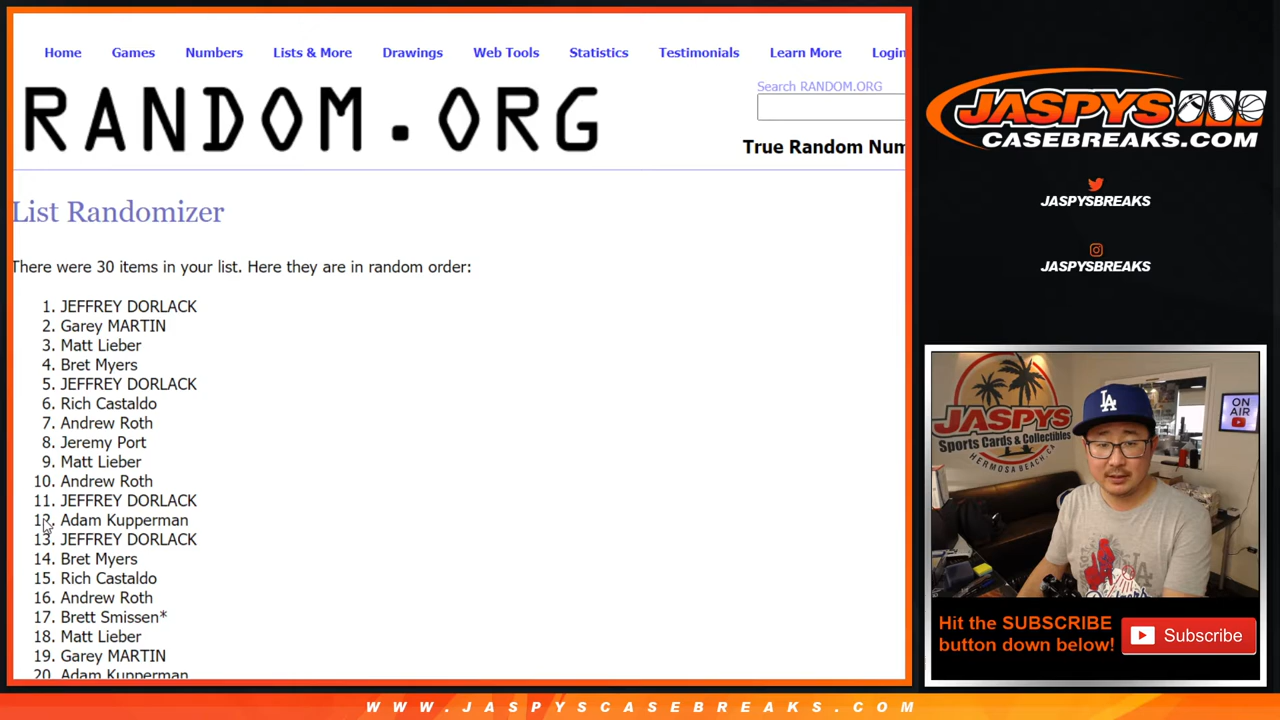 Home Games Numbers Lists & More Drawings Web Tools Statistics Testimonials Learn More Login
RANDOM.ORG
Search RANDOM.ORG
True Random Num
List Randomizer
There were 30 items in your list. Here they are in random order:
1. JEFFREY DORLACK
2. Garey MARTIN
3. Matt Lieber
4. Bret Myers
5. JEFFREY DORLACK
6. Rich Castaldo
7. Andrew Roth
8. Jeremy Port
9. Matt Lieber
10. Andrew Roth
11. JEFFREY DORLACK
12. Adam Kupperman
13. JEFFREY DORLACK
14. Bret Myers
15. Rich Castaldo
16. Andrew Roth
17. Brett Smissen*
18. Matt Lieber
19. Garey MARTIN
20. Adam Kupperman
JASPYS
CASEBREAKS.COM
JASPYSBREAKS
JASPYSBREAKS
JASPYS
Sports Cards & Collectibles
HERMOSA BEACH, CA
ON
AIR
LA
Hit the SUBSCRIBE
button down below!
Subscribe
WWW.JASPYSCASEBREAKS.COM